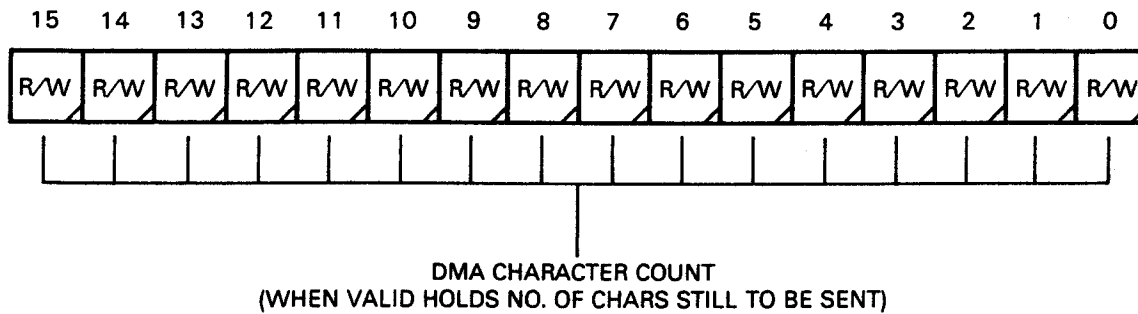 15 14 13 12 11 10 9 8 7 6 5 4 3 2 1 0
R/W R/W R/W R/W R/W R/W R/W R/W R/W R/W R/W R/W R/W R/W R/W R/W
DMA CHARACTER COUNT
(WHEN VALID HOLDS NO. OF CHARS STILL TO BE SENT)